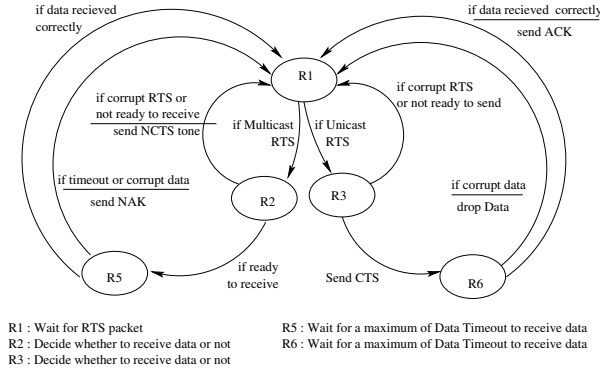 if data recieved
correctly
if data recieved correctly
send ACK
R1
if corrupt RTS or
not ready to receive
send NCTS tone
if corrupt RTS
or not ready to send
if Multicast
RTS
if Unicast
RTS
if timeout or corrupt data
send NAK
if corrupt data
drop Data
R2
R3
R5
if ready
to receive
Send CTS
R6
R1 : Wait for RTS packet
R2 : Decide whether to receive data or not
R3 : Decide whether to receive data or not
R5 : Wait for a maximum of Data Timeout to receive data
R6 : Wait for a maximum of Data Timeout to receive data